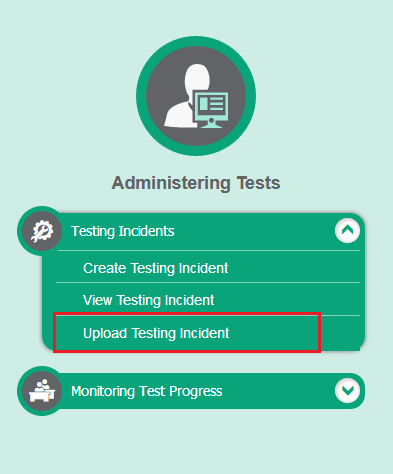 Administering Tests
Testing Incidents
Create Testing Incident
View Testing Incident
Upload Testing Incident
Monitoring Test Progress